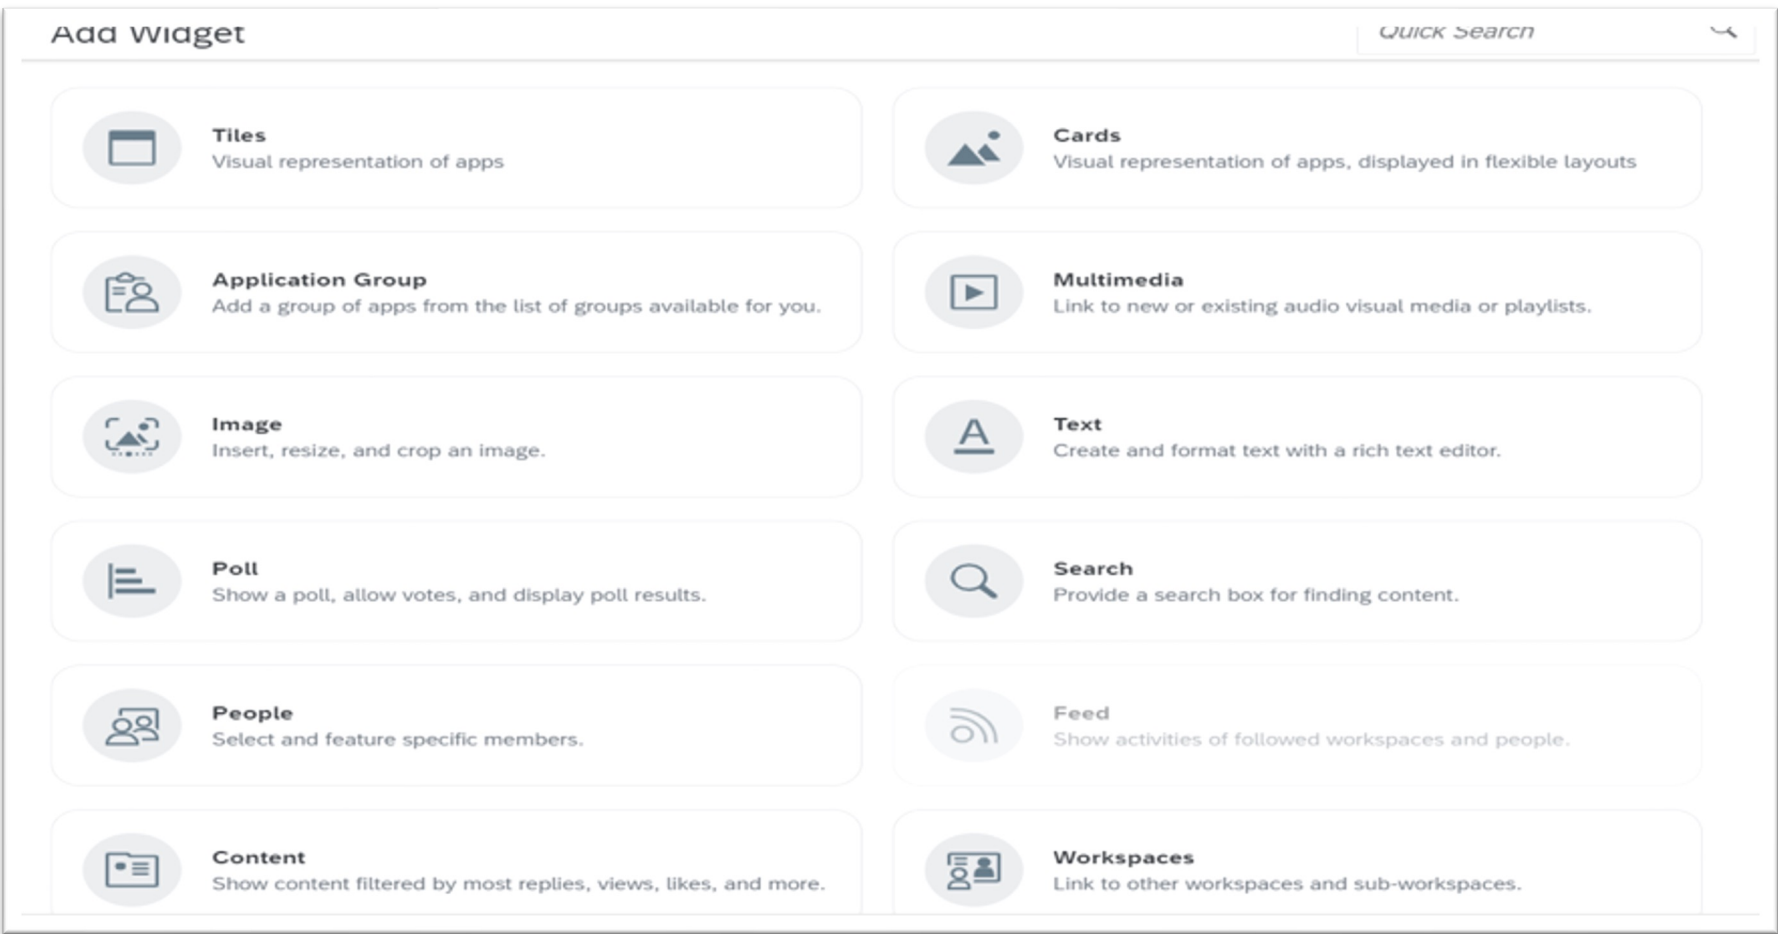 Add Widget
Quick Search
Tiles
Visual representation of apps
Cards
Visual representation of apps, displayed in flexible layouts
Application Group
Add a group of apps from the list of groups available for you.
Multimedia
Link to new or existing audio visual media or playlists.
Image
Insert, resize, and crop an image.
Text
Create and format text with a rich text editor.
Poll
Show a poll, allow votes, and display poll results.
Search
Provide a search box for finding content.
People
Select and feature specific members.
Feed
Show activities of followed workspaces and people.
Content
Show content filtered by most replies, views, likes, and more.
Workspaces
Link to other workspaces and sub-workspaces.